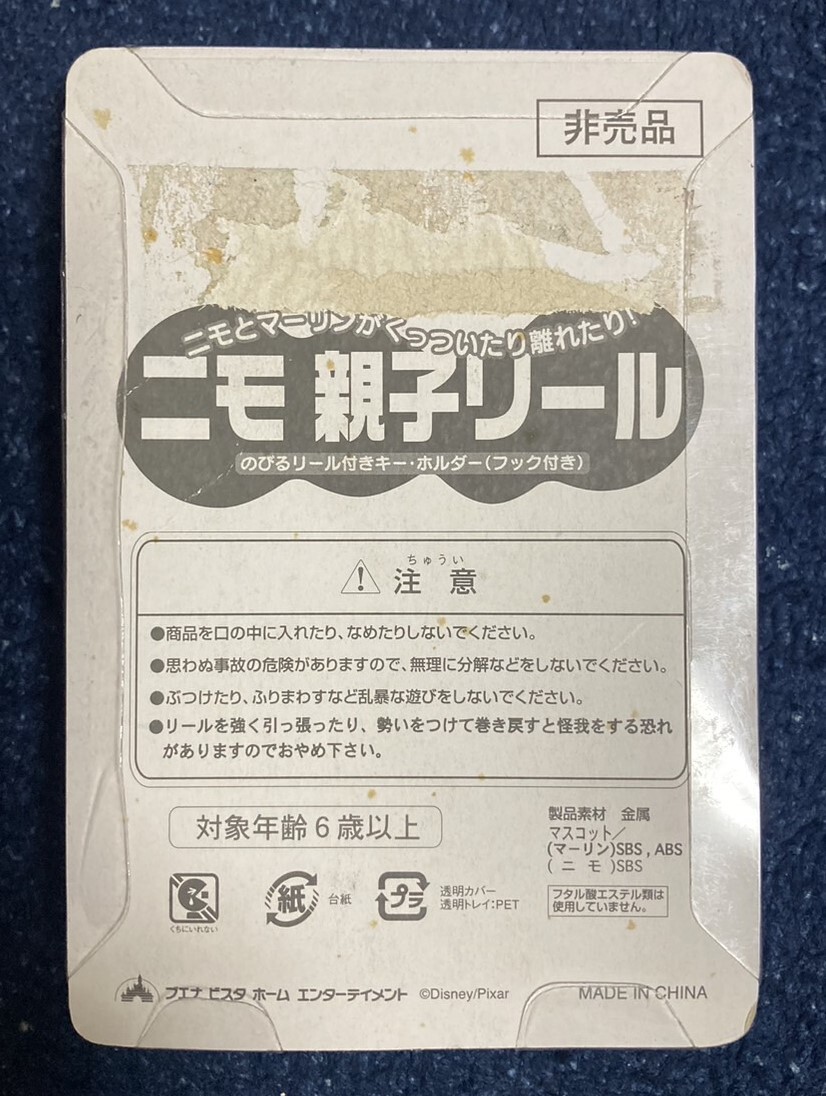 非売品
ニモとマーリンがくっついたり離れたり!
ニモ 親子リール
のびるリール付きキー・ホルダー(フック付き)
ちゅうい
注意
●商品を口の中に入れたり、なめたりしないでください。
●思わぬ事故の危険がありますので、無理に分解などをしないでください。
●ぶつけたり、ふりまわすなど乱暴な遊びをしないでください。
●リールを強く引っ張ったり、勢いをつけて巻き戻すと怪我をする恐れ
がありますのでおやめ下さい。
対象年齢6歳以上
製品素材 金属
マスコット/
(マーリン)SBS,ABS
(ニモ)SBS
フタル酸エステル類は
使用していません。
くちにいれない
紙
台紙
プラ
透明カバー
透明トレイ:PET
ブエナ ビスタ ホーム エンターテイメント ©Disney/Pixar
MADE IN CHINA